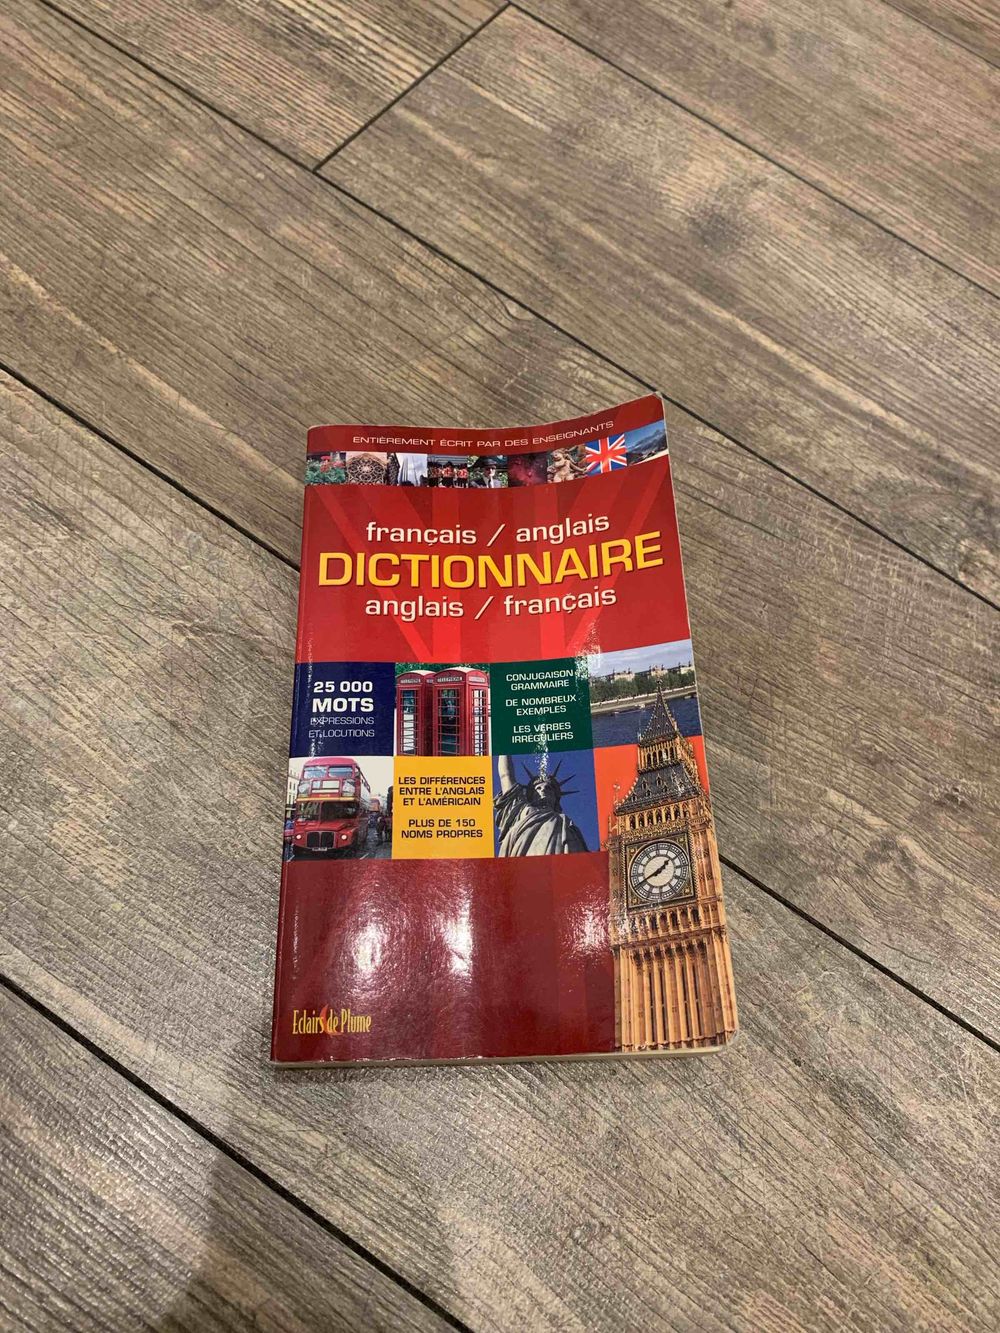 ENTIÈREMENT ÉCRIT PAR DES ENSEIGNANTS
français / anglais
DICTIONNAIRE
anglais / français
25 000
MOTS
EXPRESSIONS
ET LOCUTIONS
TELEPHONE
TELEPHONE
CONJUGAISON
GRAMMAIRE
DE NOMBREUX
EXEMPLES
LES VERBES
IRRÉGULIERS
LES DIFFÉRENCES
ENTRE L'ANGLAIS
ET L'AMÉRICAIN
PLUS DE 150
NOMS PROPRES
Eclairs de Plume